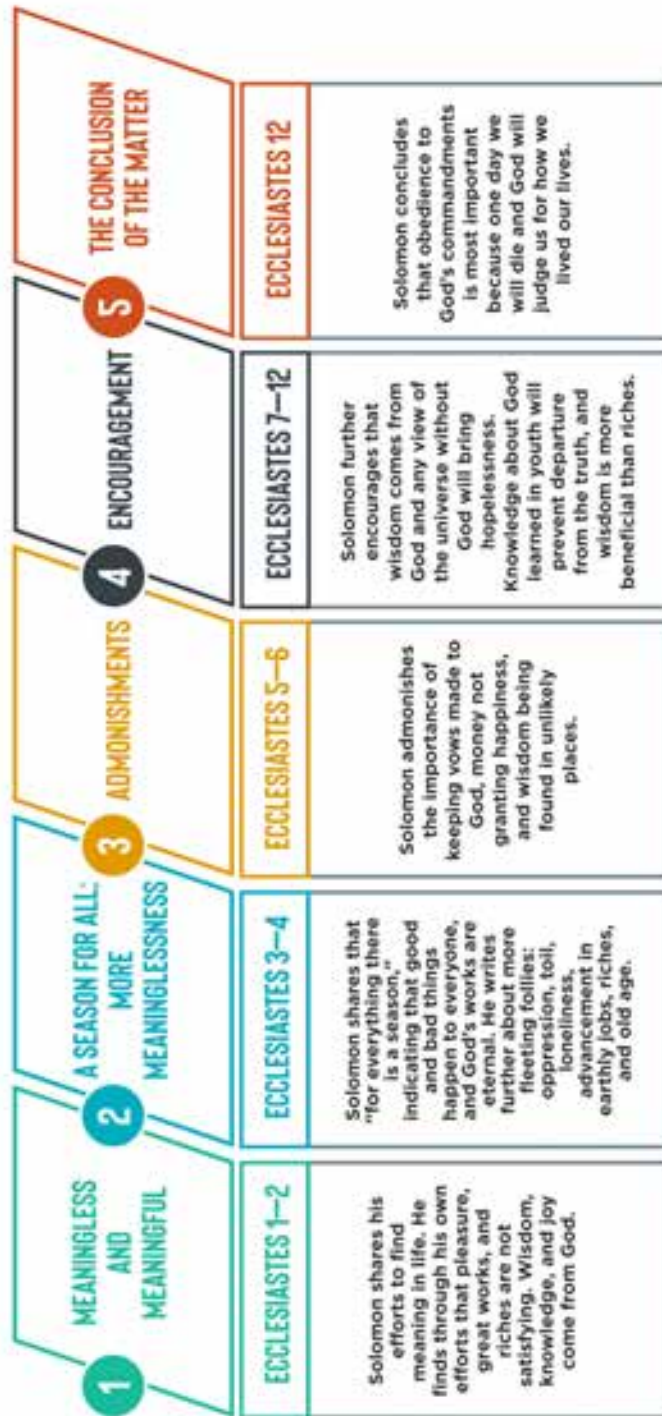 1
MEANINGLESS
AND
MEANINGFUL
ECCLESIASTES 1–2
Solomon shares his
efforts to find
meaning in life. He
finds through his own
efforts that pleasure,
great works, and
riches are not
satisfying. Wisdom,
knowledge, and joy
come from God.
2
A SEASON FOR ALL:
MORE
MEANINGLESSNESS
ECCLESIASTES 3–4
Solomon shares that
“for everything there
is a season,”
indicating that good
and bad things
happen to everyone,
and God's works are
eternal. He writes
further about more
fleeting follies:
oppression, toil,
loneliness,
advancement in
earthly jobs, riches,
and old age.
3
ADMONISHMENTS
ECCLESIASTES 5–6
Solomon admonishes
the importance of
keeping vows made to
God, money not
granting happiness,
and wisdom being
found in unlikely
places.
4
ENCOURAGEMENT
ECCLESIASTES 7–12
Solomon further
encourages that
wisdom comes from
God and any view of
the universe without
God will bring
hopelessness.
Knowledge about God
learned in youth will
prevent departure
from the truth, and
wisdom is more
beneficial than riches.
5
THE CONCLUSION
OF THE MATTER
ECCLESIASTES 12
Solomon concludes
that obedience to
God's commandments
is most important
because one day we
will die and God will
judge us for how we
lived our lives.